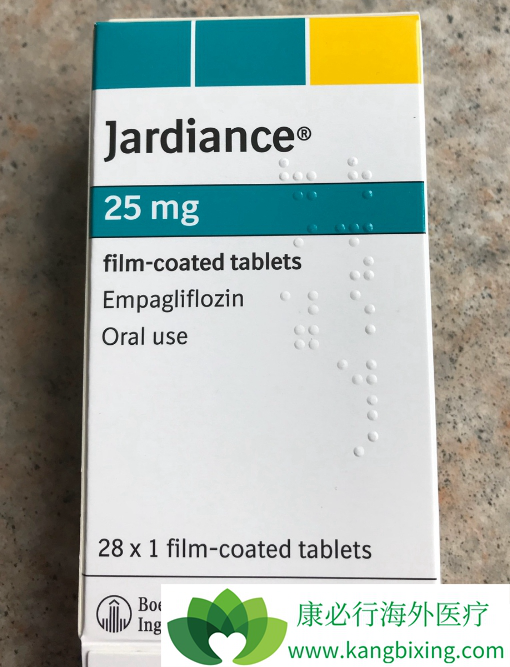 Jardiance®
25 mg
film-coated tablets
Empagliflozin
Oral use
28 x 1 film-coated tablets
康必行海外医疗
www.kangbixing.com